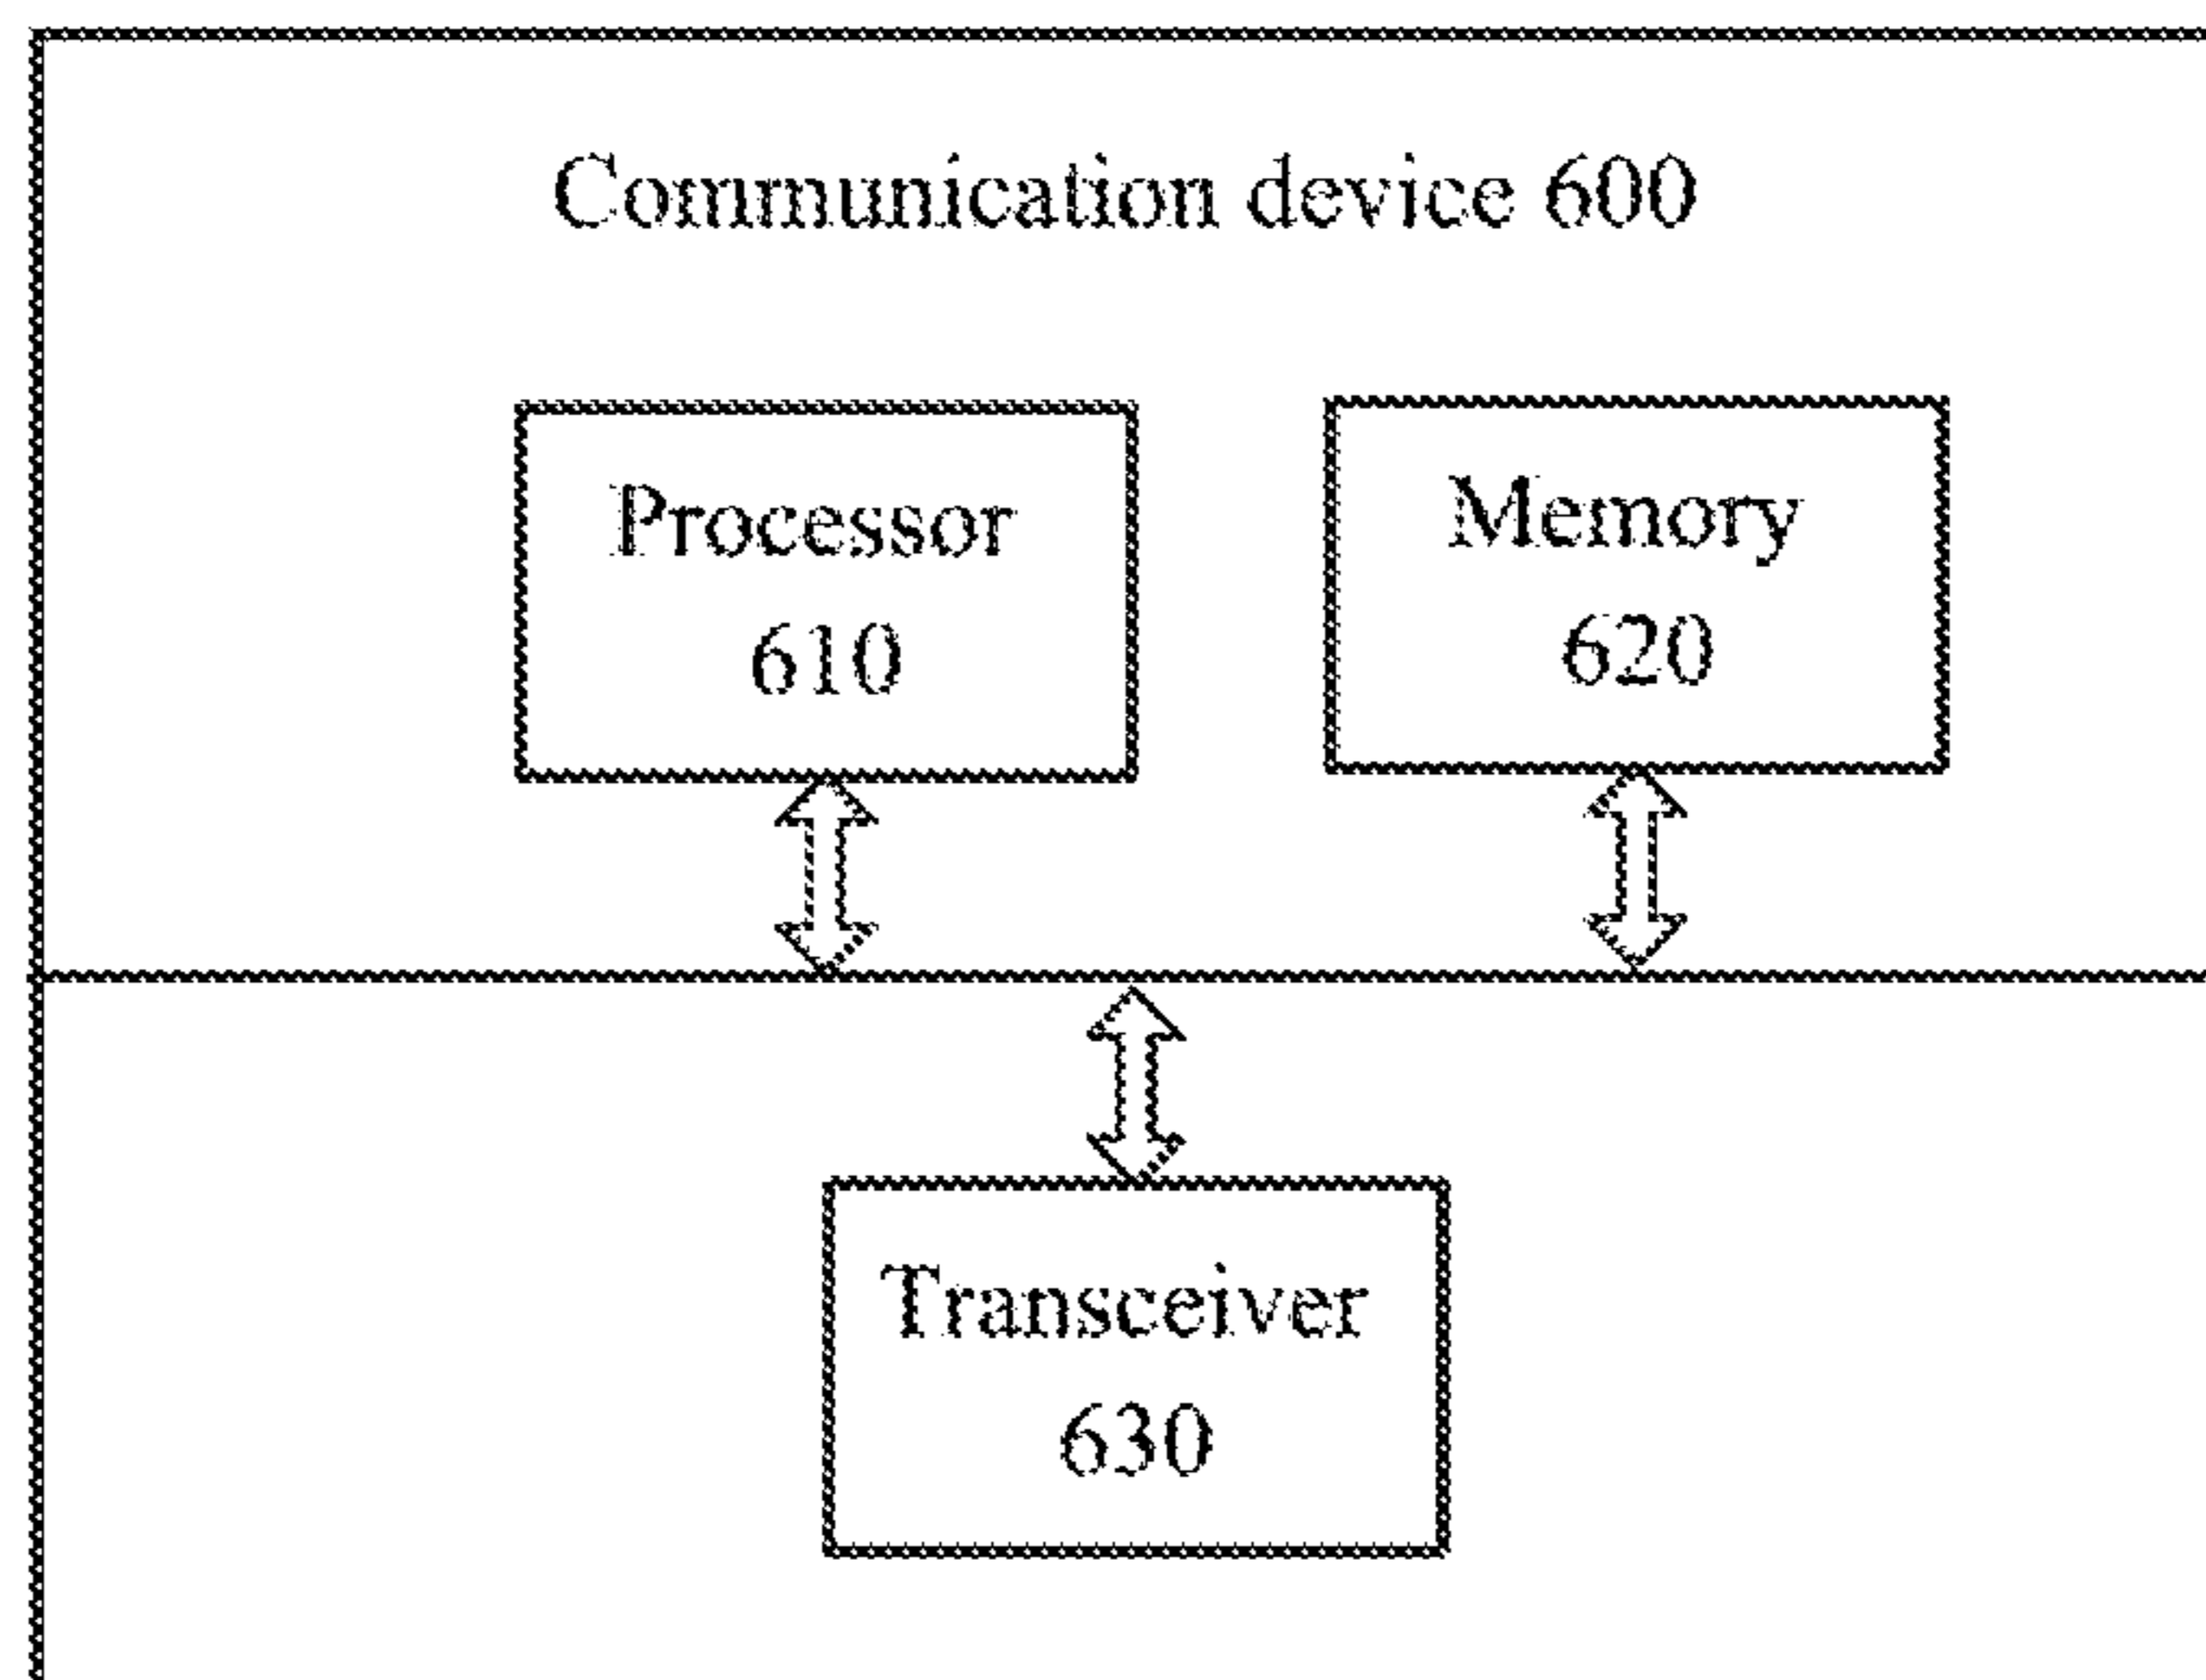 Communication device 600
Processor
610
Memory
620
Transceiver
630